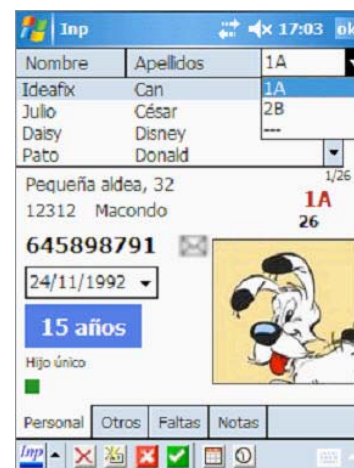 Inp 17:03 ok
Nombre Apellidos 1A
Ideafix Can 1A
Julio César 2B
Daisy Disney ---
Pato Donald
1/26
Pequeña aldea, 32
1A
12312 Macondo
26
645898791
24/11/1992
15 años
Hijo único
Personal Otros Faltas Notas
Inp